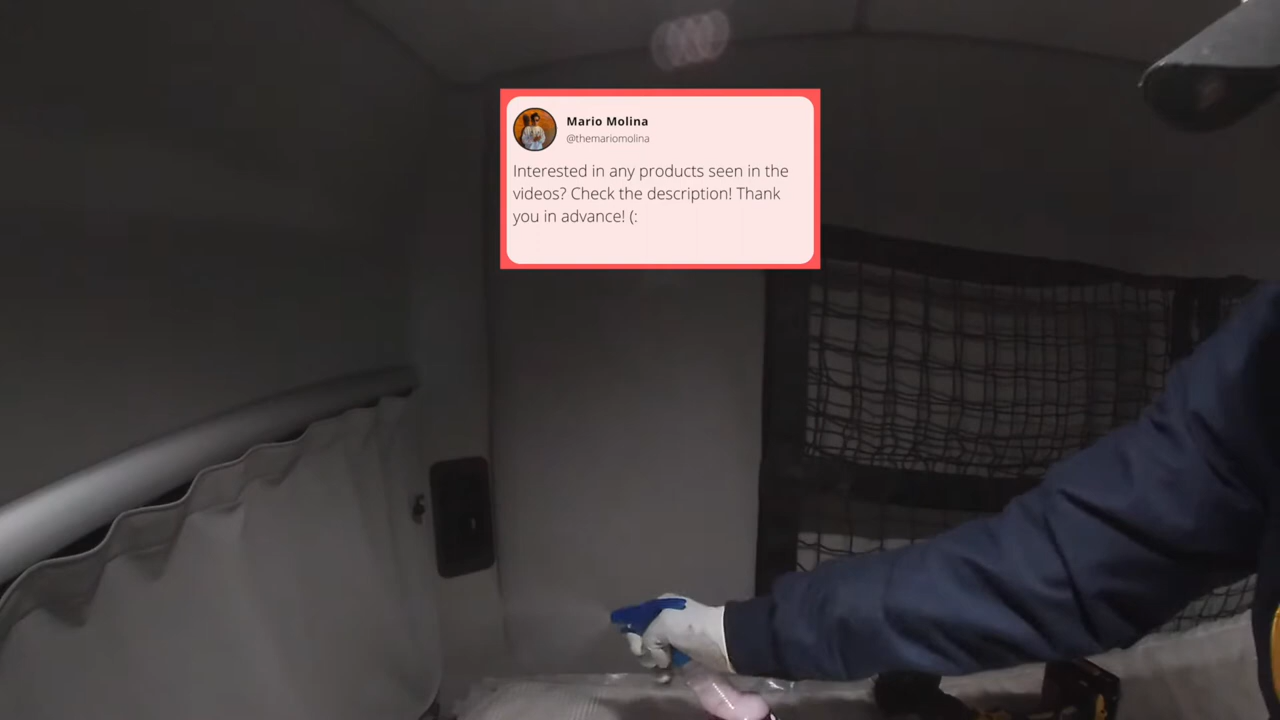 Mario Molina
@themariomolina
Interested in any products seen in the
videos? Check the description! Thank
you in advance! (: